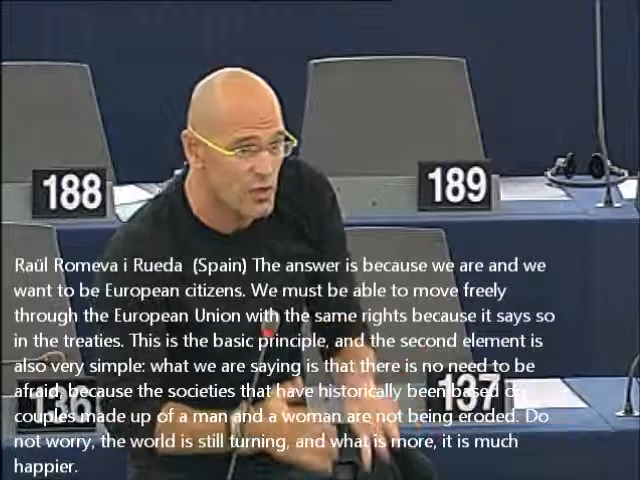 188
189
Raül Romeva i Rueda (Spain) The answer is because we are and we
want to be European citizens. We must be able to move freely
through the European Union with the same rights because it says so
in the treaties. This is the basic principle, and the second element is
also very simple: what we are saying is that there is no need to be
afraid, because the societies that have historically been based on
couples made up of a man and a woman are not being eroded. Do
not worry, the world is still turning, and what is more, it is much
happier.
136
137